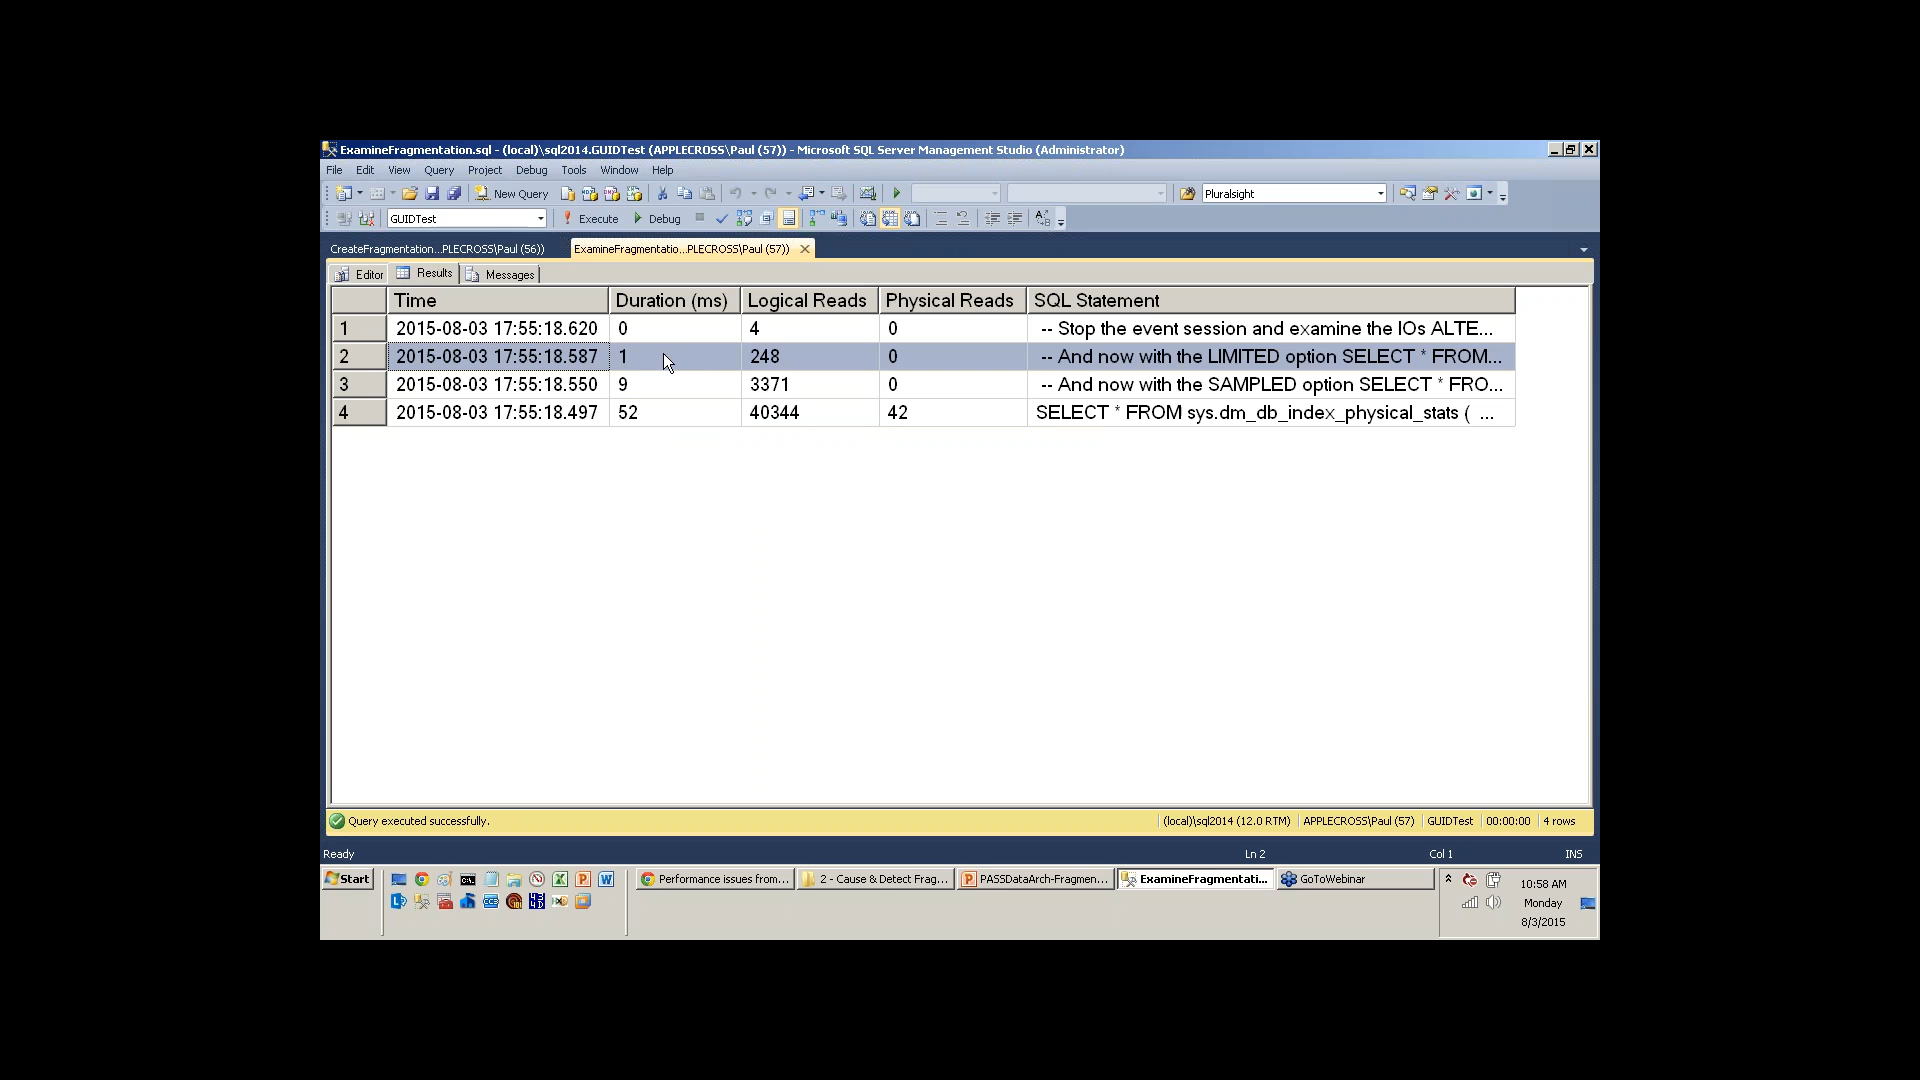 ExamineFragmentation.sql - (local)\sql2014.GUIDTest (APPLECROSS\Paul (57)) - Microsoft SQL Server Management Studio (Administrator)
File Edit View Query Project Debug Tools Window Help
New Query Pluralsight
GUIDTest Execute Debug
CreateFragmentation...PLECROSS\Paul (56)) ExamineFragmentatio...PLECROSS\Paul (57))
Editor Results Messages
Time Duration (ms) Logical Reads Physical Reads SQL Statement
1 2015-08-03 17:55:18.620 0 4 0 -- Stop the event session and examine the IOs ALTE...
2 2015-08-03 17:55:18.587 1 248 0 -- And now with the LIMITED option SELECT * FROM...
3 2015-08-03 17:55:18.550 9 3371 0 -- And now with the SAMPLED option SELECT * FRO...
4 2015-08-03 17:55:18.497 52 40344 42 SELECT * FROM sys.dm_db_index_physical_stats ( ...
Query executed successfully. (local)\sql2014 (12.0 RTM) APPLECROSS\Paul (57) GUIDTest 00:00:00 4 rows
Ready Ln 2 Col 1 INS
Start Performance issues from... 2 - Cause & Detect Frag... PASSDataArch-Fragmen... ExamineFragmentati... GoToWebinar
10:58 AM
Monday
8/3/2015